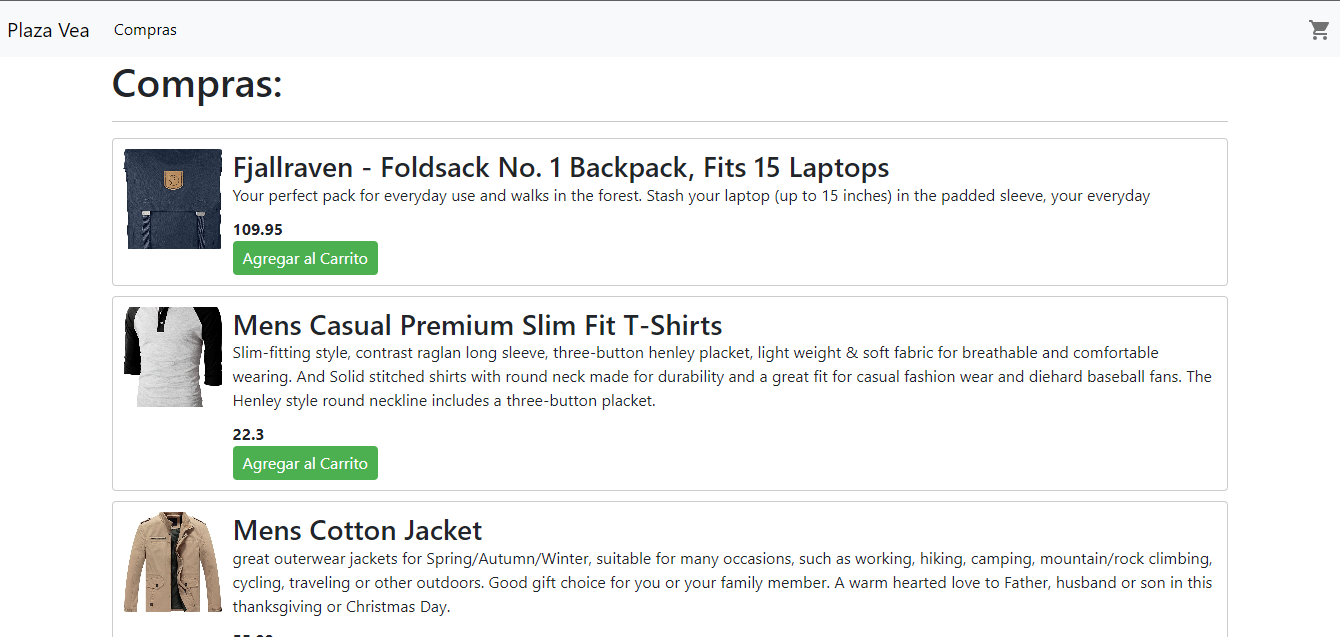 Plaza Vea Compras
Compras:
Fjallraven - Foldsack No. 1 Backpack, Fits 15 Laptops
Your perfect pack for everyday use and walks in the forest. Stash your laptop (up to 15 inches) in the padded sleeve, your everyday
109.95
Agregar al Carrito
Mens Casual Premium Slim Fit T-Shirts
Slim-fitting style, contrast raglan long sleeve, three-button henley placket, light weight & soft fabric for breathable and comfortable
wearing. And Solid stitched shirts with round neck made for durability and a great fit for casual fashion wear and diehard baseball fans. The
Henley style round neckline includes a three-button placket.
22.3
Agregar al Carrito
Mens Cotton Jacket
great outerwear jackets for Spring/Autumn/Winter, suitable for many occasions, such as working, hiking, camping, mountain/rock climbing,
cycling, traveling or other outdoors. Good gift choice for you or your family member. A warm hearted love to Father, husband or son in this
thanksgiving or Christmas Day.